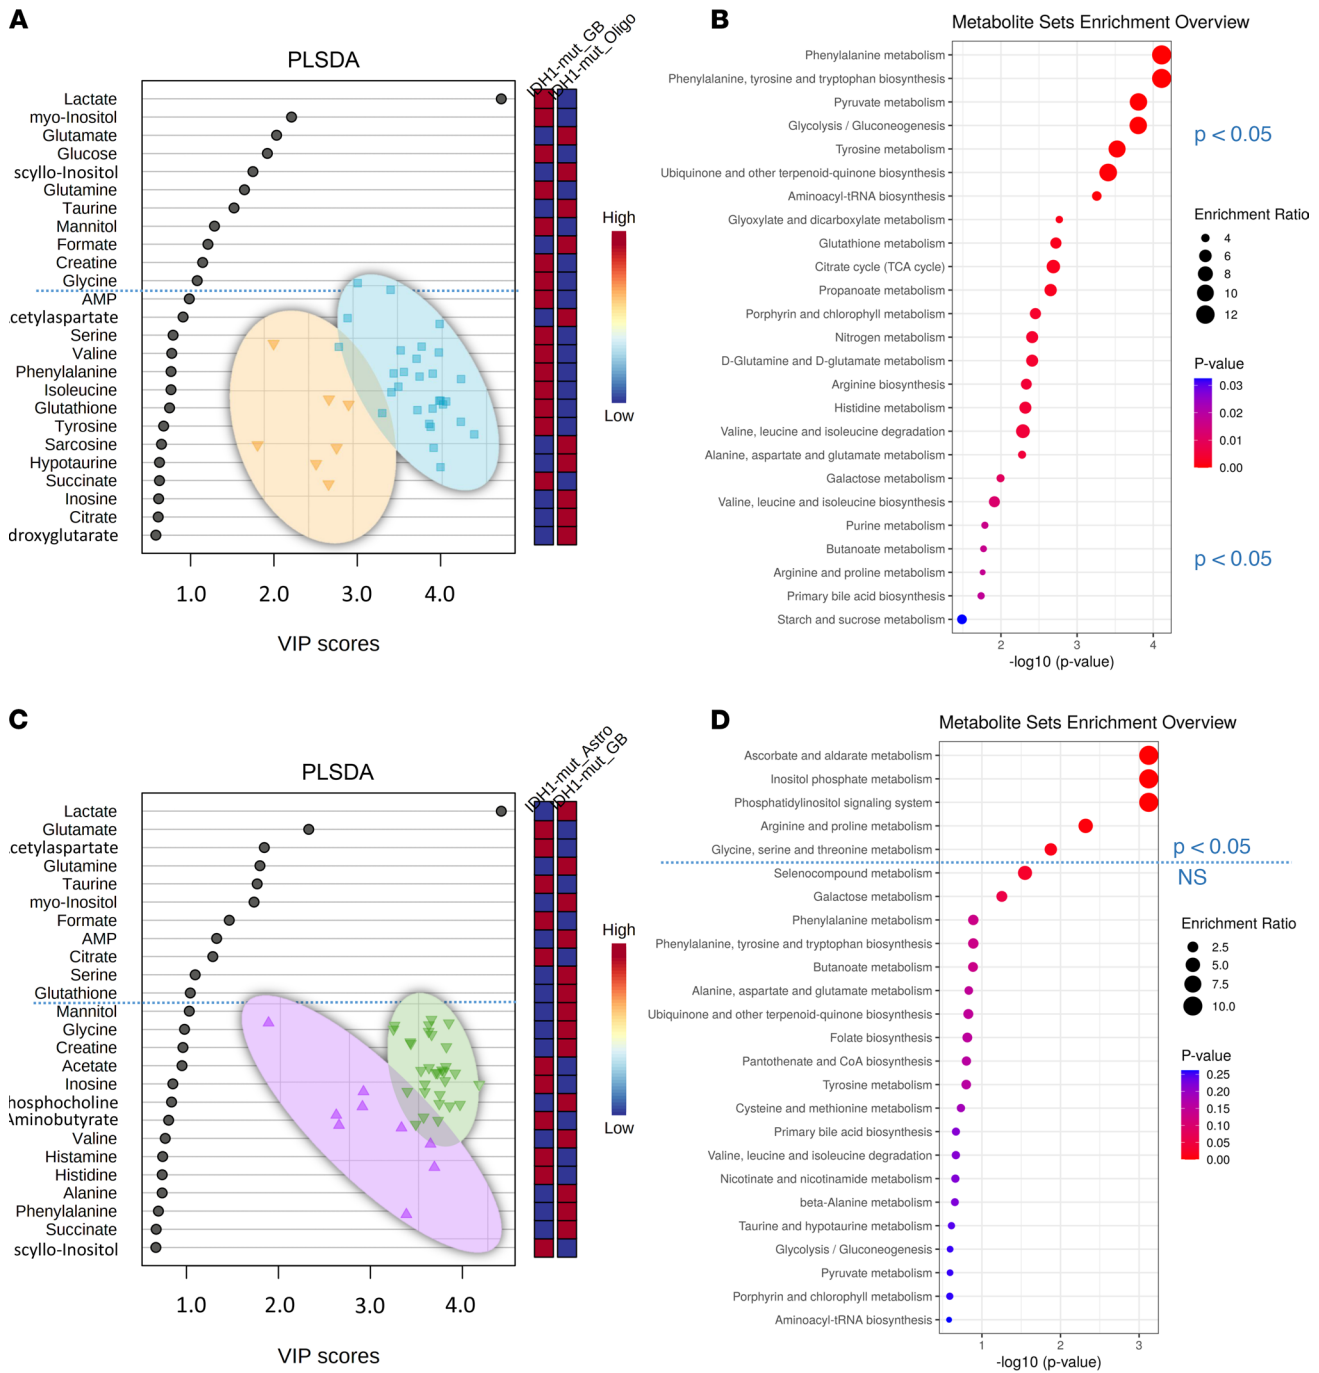 A
PLSDA
IDH1-mut_GB
IDH1-mut_Oligo
Lactate
myo-Inositol
Glutamate
Glucose
scyllo-Inositol
Glutamine
Taurine
Mannitol
Formate
Creatine
Glycine
AMP
cetylaspartate
Serine
Valine
Phenylalanine
Isoleucine
Glutathione
Tyrosine
Sarcosine
Hypotaurine
Succinate
Inosine
Citrate
droxyglutarate
1.0 2.0 3.0 4.0
VIP scores
High
Low
B
Metabolite Sets Enrichment Overview
Phenylalanine metabolism
Phenylalanine, tyrosine and tryptophan biosynthesis
Pyruvate metabolism
Glycolysis / Gluconeogenesis
Tyrosine metabolism
Ubiquinone and other terpenoid-quinone biosynthesis
Aminoacyl-tRNA biosynthesis
Glyoxylate and dicarboxylate metabolism
Glutathione metabolism
Citrate cycle (TCA cycle)
Propanoate metabolism
Porphyrin and chlorophyll metabolism
Nitrogen metabolism
D-Glutamine and D-glutamate metabolism
Arginine biosynthesis
Histidine metabolism
Valine, leucine and isoleucine degradation
Alanine, aspartate and glutamate metabolism
Galactose metabolism
Valine, leucine and isoleucine biosynthesis
Purine metabolism
Butanoate metabolism
Arginine and proline metabolism
Primary bile acid biosynthesis
Starch and sucrose metabolism
2 3 4
-log10 (p-value)
p < 0.05
Enrichment Ratio
4
6
8
10
12
P-value
0.03
0.02
0.01
0.00
p < 0.05
C
PLSDA
IDH1-mut_Astro
IDH1-mut_GB
Lactate
Glutamate
cetylaspartate
Glutamine
Taurine
myo-Inositol
Formate
AMP
Citrate
Serine
Glutathione
Mannitol
Glycine
Creatine
Acetate
Inosine
hosphocholine
Aminobutyrate
Valine
Histamine
Histidine
Alanine
Phenylalanine
Succinate
scyllo-Inositol
1.0 2.0 3.0 4.0
VIP scores
High
Low
D
Metabolite Sets Enrichment Overview
Ascorbate and aldarate metabolism
Inositol phosphate metabolism
Phosphatidylinositol signaling system
Arginine and proline metabolism
Glycine, serine and threonine metabolism
Selenocompound metabolism
Galactose metabolism
Phenylalanine metabolism
Phenylalanine, tyrosine and tryptophan biosynthesis
Butanoate metabolism
Alanine, aspartate and glutamate metabolism
Ubiquinone and other terpenoid-quinone biosynthesis
Folate biosynthesis
Pantothenate and CoA biosynthesis
Tyrosine metabolism
Cysteine and methionine metabolism
Primary bile acid biosynthesis
Valine, leucine and isoleucine degradation
Nicotinate and nicotinamide metabolism
beta-Alanine metabolism
Taurine and hypotaurine metabolism
Glycolysis / Gluconeogenesis
Pyruvate metabolism
Porphyrin and chlorophyll metabolism
Aminoacyl-tRNA biosynthesis
1 2 3
-log10 (p-value)
p < 0.05
NS
Enrichment Ratio
2.5
5.0
7.5
10.0
P-value
0.25
0.20
0.15
0.10
0.05
0.00